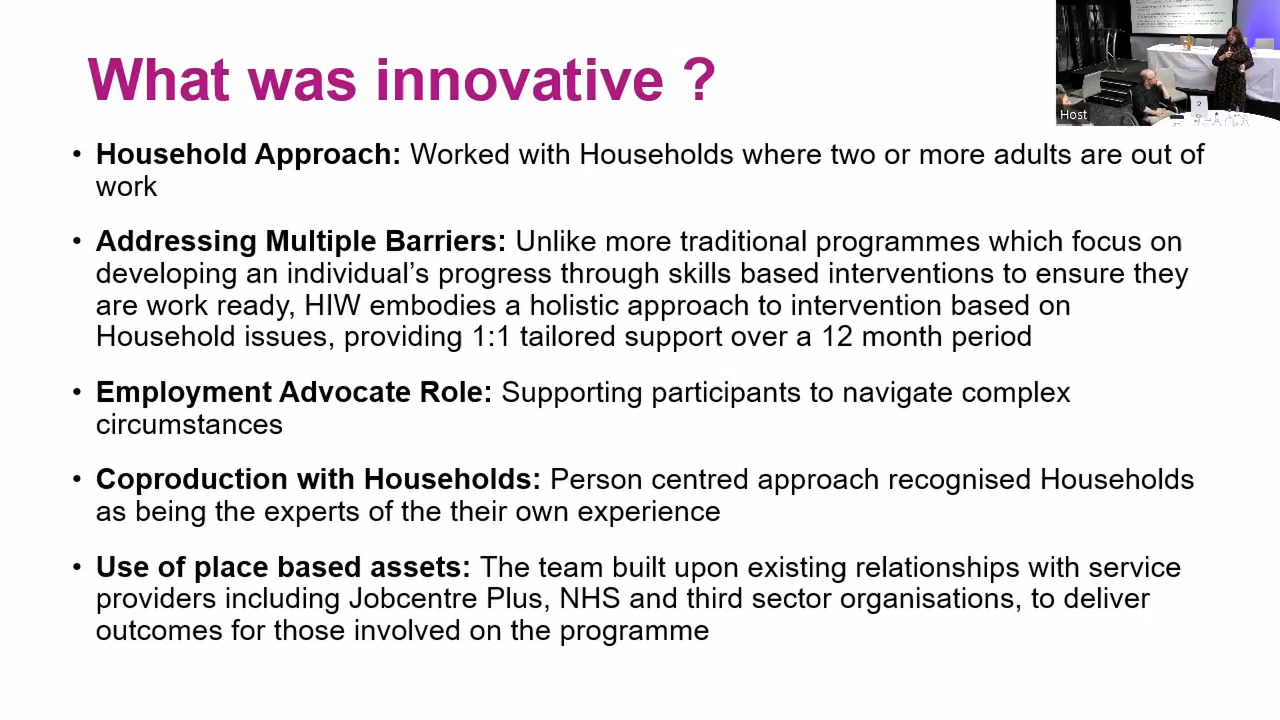 What was innovative ?
Host
• Household Approach: Worked with Households where two or more adults are out of
work
• Addressing Multiple Barriers: Unlike more traditional programmes which focus on
developing an individual's progress through skills based interventions to ensure they
are work ready, HIW embodies a holistic approach to intervention based on
Household issues, providing 1:1 tailored support over a 12 month period
• Employment Advocate Role: Supporting participants to navigate complex
circumstances
• Coproduction with Households: Person centred approach recognised Households
as being the experts of the their own experience
• Use of place based assets: The team built upon existing relationships with service
providers including Jobcentre Plus, NHS and third sector organisations, to deliver
outcomes for those involved on the programme